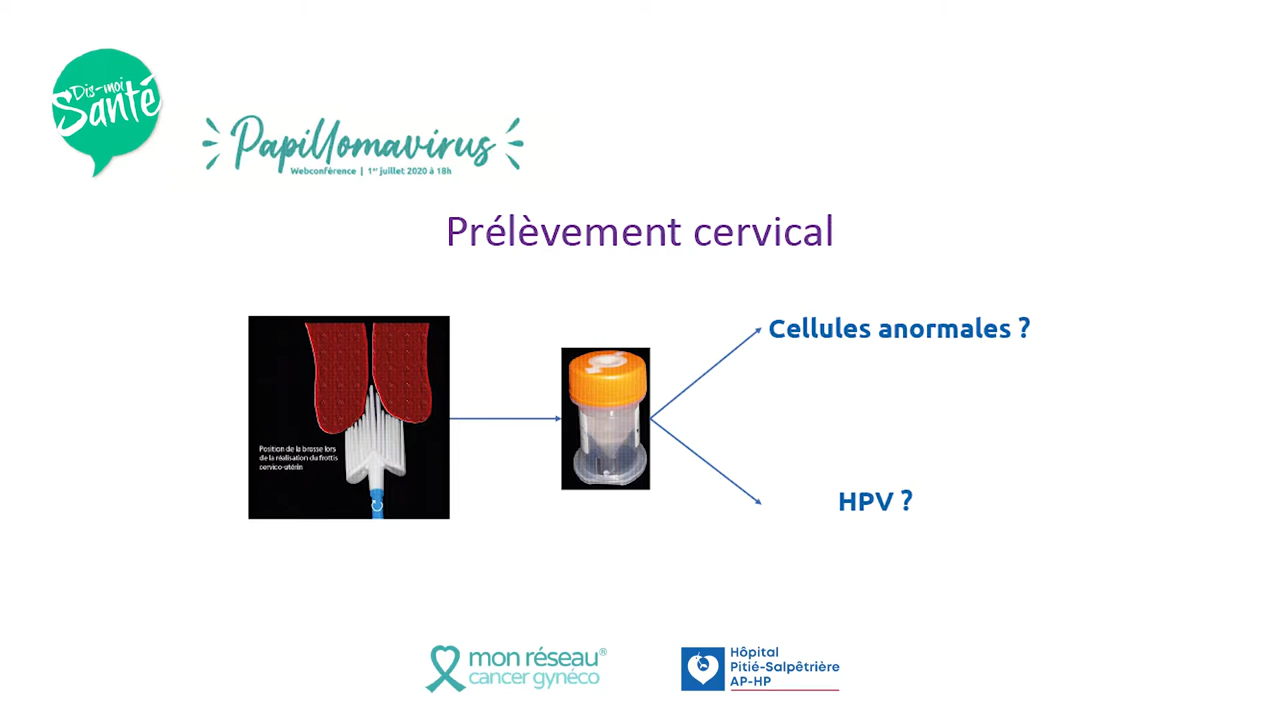 Dis-moi
Santé
Papillomavirus
Webconférence | 1er juillet 2020 à 18h
Prélèvement cervical
Cellules anormales ?
Position de la brosse lors
de la réalisation du frottis
cervico-utérin
HPV ?
mon réseau®
cancer gynéco
Hôpital
Pitié-Salpêtrière
AP-HP